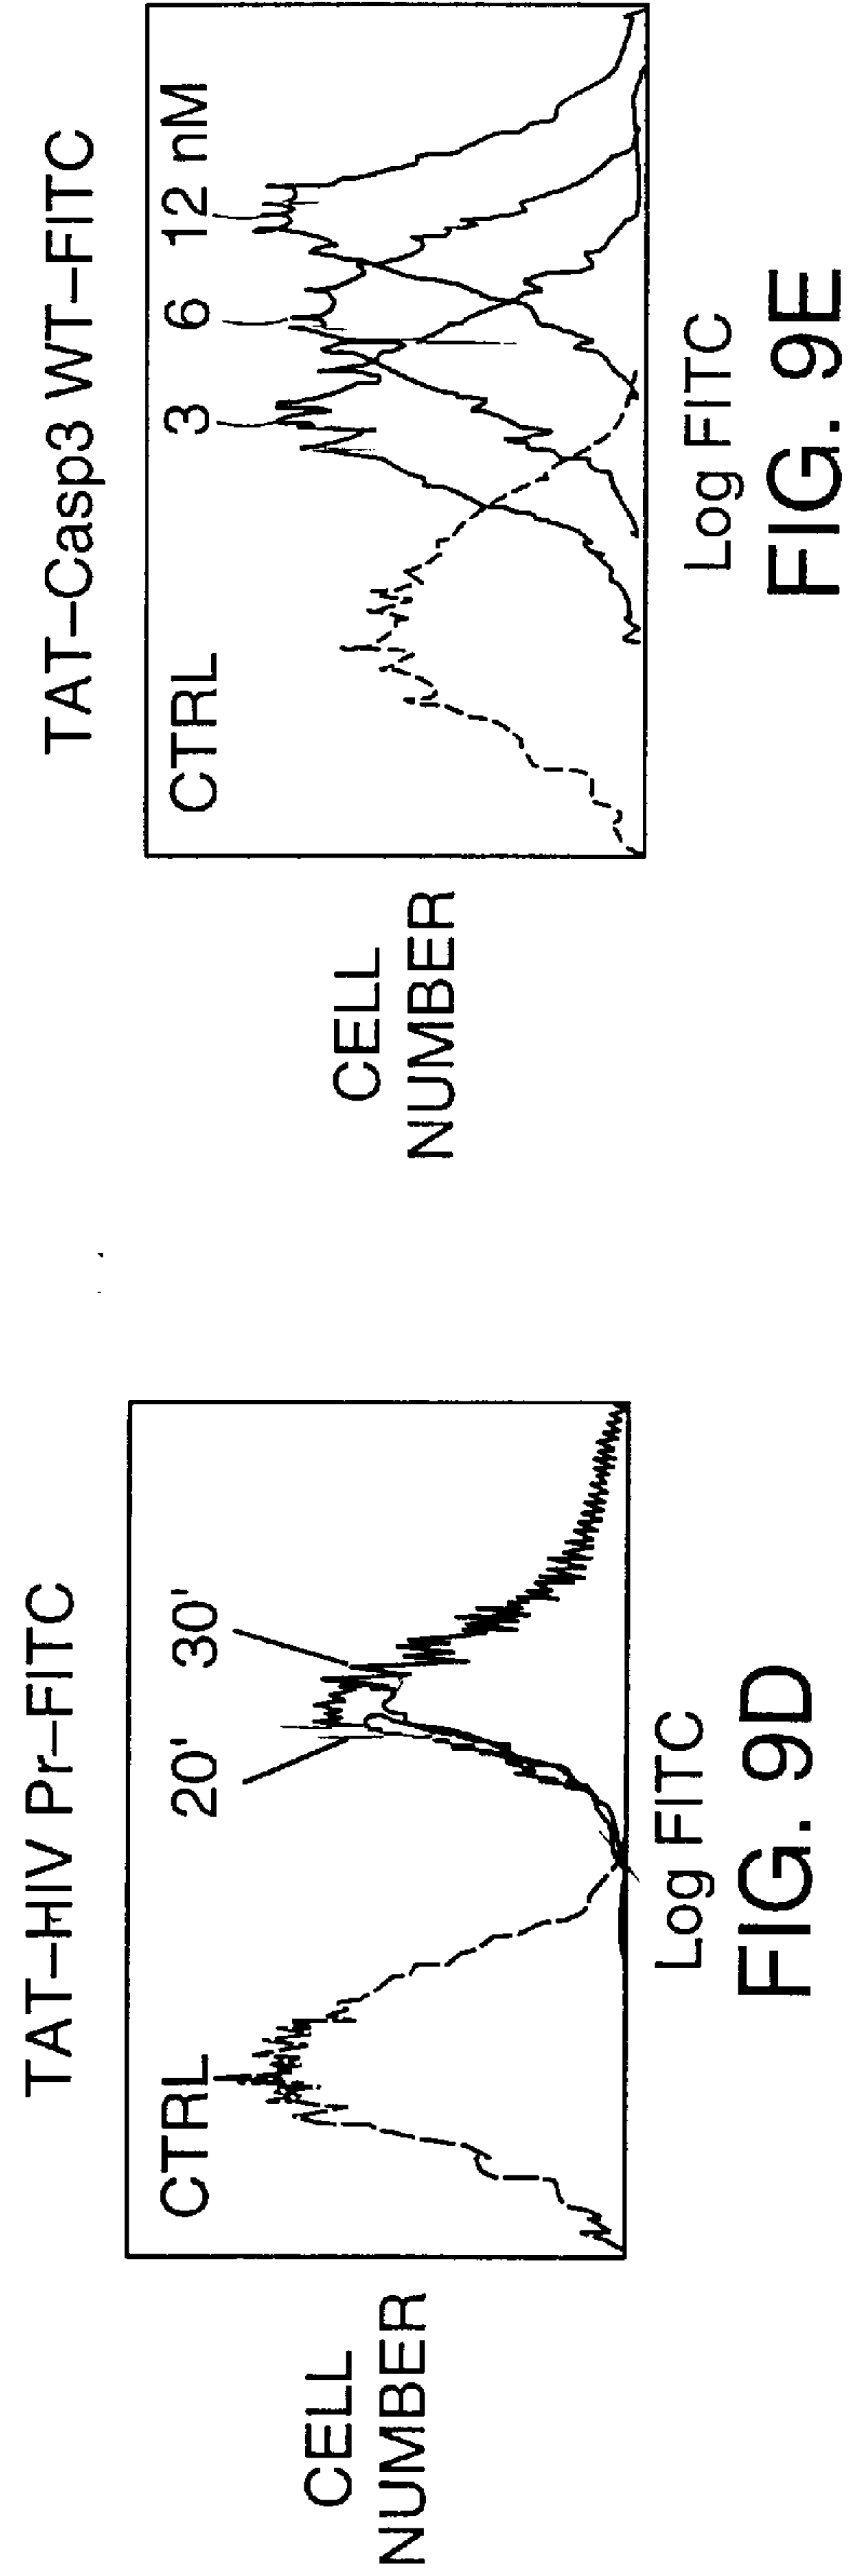 TAT–HIV Pr–FITC
CTRL
20'
30'
CELL
NUMBER
Log FITC
FIG. 9D
TAT–Casp3 WT–FITC
CTRL
3
6
12 nM
CELL
NUMBER
Log FITC
FIG. 9E